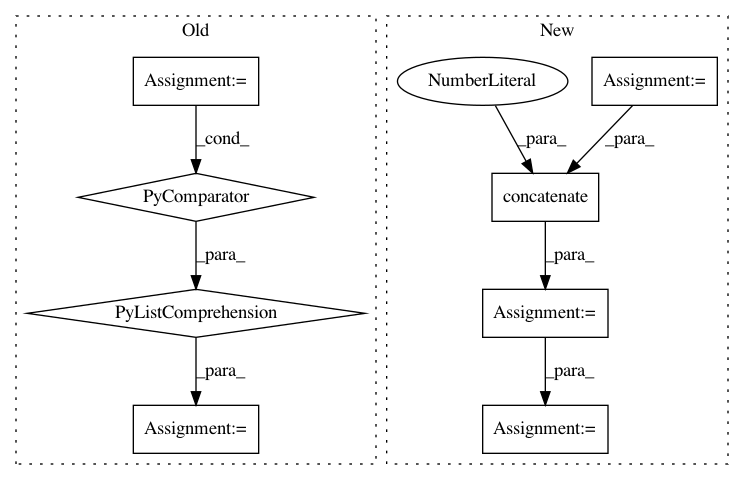 Old
New
Assignment:=
NumberLiteral
Assignment:=
_cond_
_para_
_para_
PyComparator
concatenate
_para_
_para_
PyListComprehension
Assignment:=
_para_
_para_
Assignment:=
Assignment:=